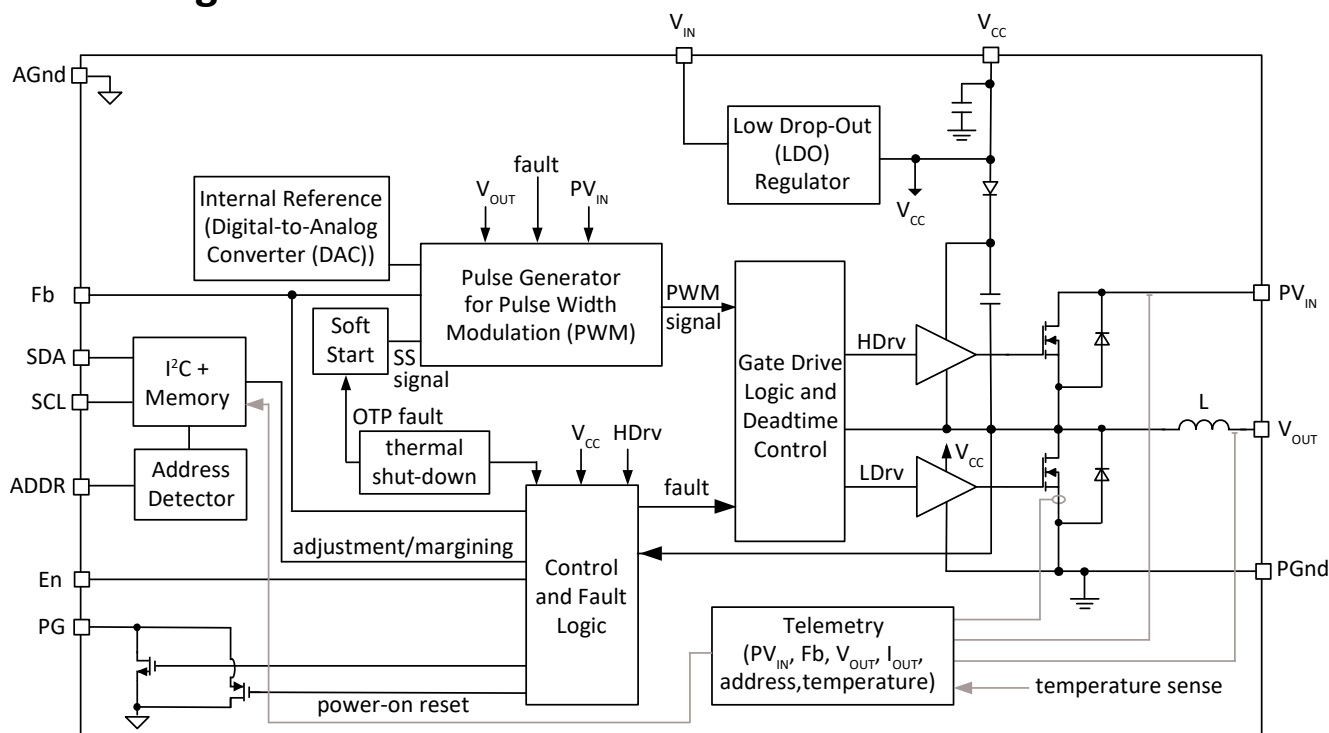 V_IN
V_CC
AGnd
Low Drop-Out
(LDO)
Regulator
V_CC
fault
V_OUT
PV_IN
Internal Reference
(Digital-to-Analog
Converter (DAC))
Pulse Generator
for Pulse Width
Modulation (PWM)
Fb
PWM
signal
PV_IN
Soft
Start
SS
signal
SDA
SCL
I²C +
Memory
HDrv
Gate Drive
Logic and
Deadtime
Control
L
V_OUT
OTP fault
thermal
shut-down
V_CC
HDrv
V_CC
LDrv
ADDR
Address
Detector
fault
adjustment/margining
En
Control
and Fault
Logic
PGnd
PG
Telemetry
(PV_IN, Fb, V_OUT, I_OUT,
address,temperature)
temperature sense
power-on reset